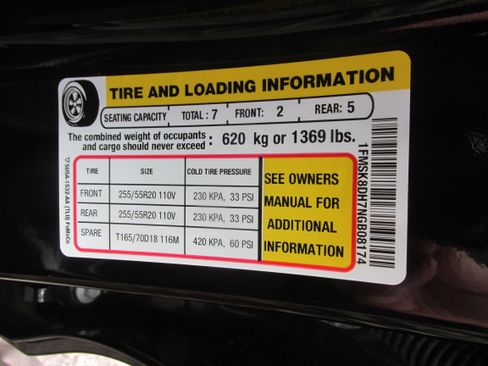 TIRE AND LOADING INFORMATION
SEATING CAPACITY TOTAL : 7 FRONT: 2 REAR: 5
The combined weight of occupants
and cargo should never exceed : 620 kg or 1369 lbs.
TIRE SIZE COLD TIRE PRESSURE
FRONT 255/55R20 110V 230 KPA, 33 PSI
REAR 255/55R20 110V 230 KPA, 33 PSI
SPARE T165/70D18 116M 420 KPA, 60 PSI
SEE OWNERS
MANUAL FOR
ADDITIONAL
INFORMATION
1FMSK8DH7NGB08174